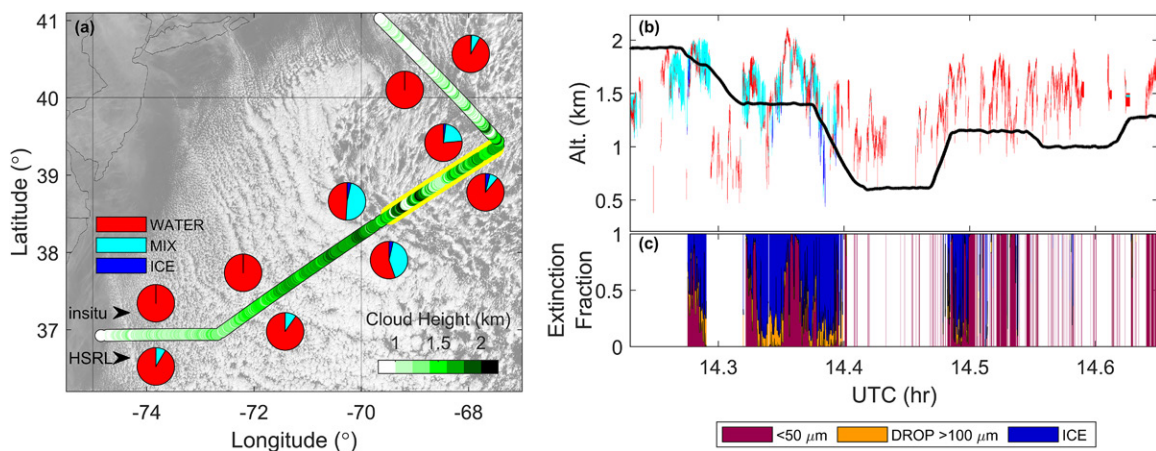 (a)
41
40
39
38
37
Latitude (°)
WATER
MIX
ICE
insitu
HSRL
Cloud Height (km)
1 1.5 2
-74 -72 -70 -68
Longitude (°)
(b)
2
1.5
1
0.5
Alt. (km)
(c)
1
0.5
0
Extinction
Fraction
14.3 14.4 14.5 14.6
UTC (hr)
<50 μm DROP >100 μm ICE